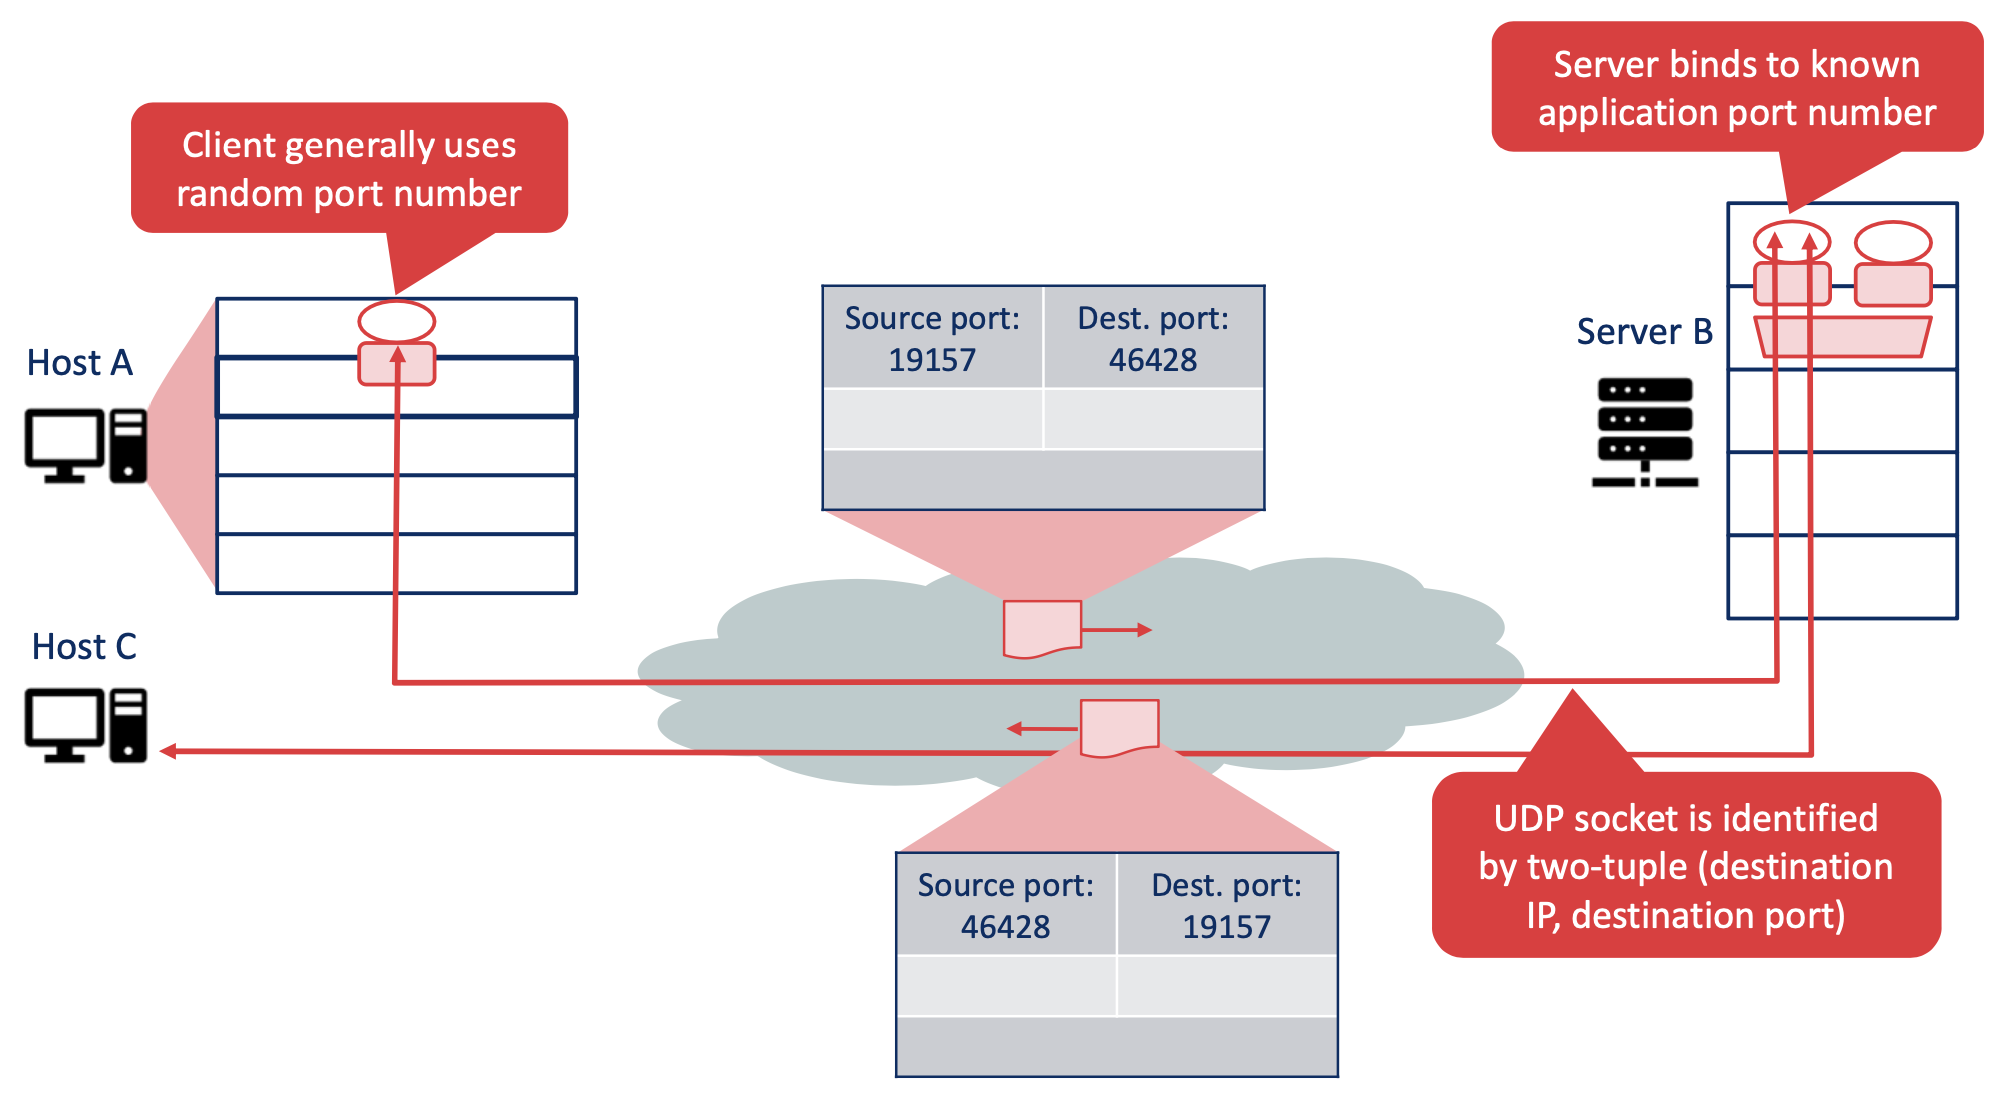 Server binds to known
application port number
Client generally uses
random port number
Source port:
19157
Dest. port:
46428
Server B
Host A
Host C
UDP socket is identified
by two-tuple (destination
IP, destination port)
Source port:
46428
Dest. port:
19157